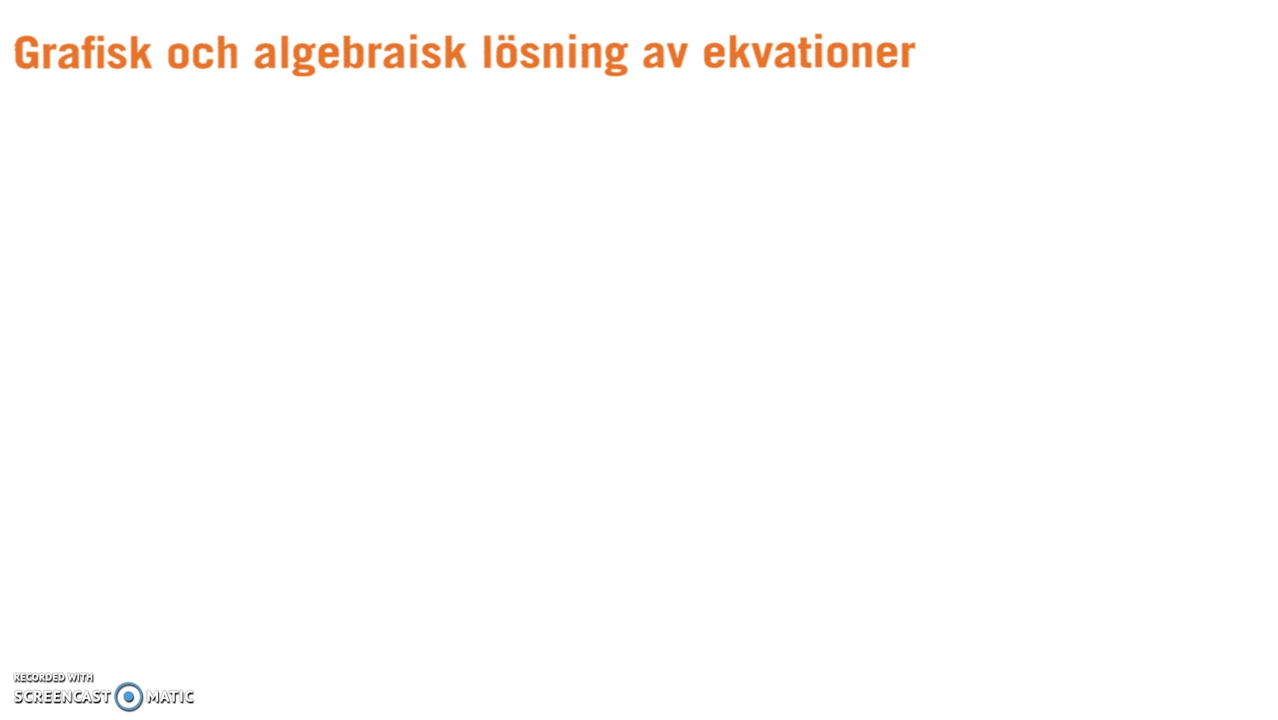 Grafisk och algebraisk lösning av ekvationer
RECORDED WITH
SCREENCAST MATIC